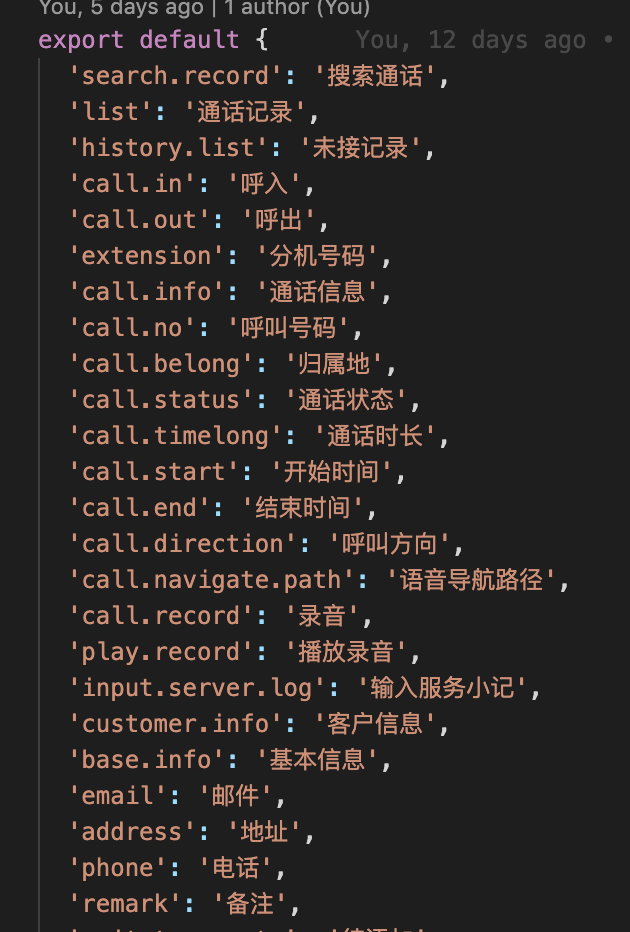 You, 5 days ago | 1 author (You)
export default { You, 12 days ago •
'search.record': '搜索通话',
'list': '通话记录',
'history.list': '未接记录',
'call.in': '呼入',
'call.out': '呼出',
'extension': '分机号码',
'call.info': '通话信息',
'call.no': '呼叫号码',
'call.belong': '归属地',
'call.status': '通话状态',
'call.timelong': '通话时长',
'call.start': '开始时间',
'call.end': '结束时间',
'call.direction': '呼叫方向',
'call.navigate.path': '语音导航路径',
'call.record': '录音',
'play.record': '播放录音',
'input.server.log': '输入服务小记',
'customer.info': '客户信息',
'base.info': '基本信息',
'email': '邮件',
'address': '地址',
'phone': '电话',
'remark': '备注',